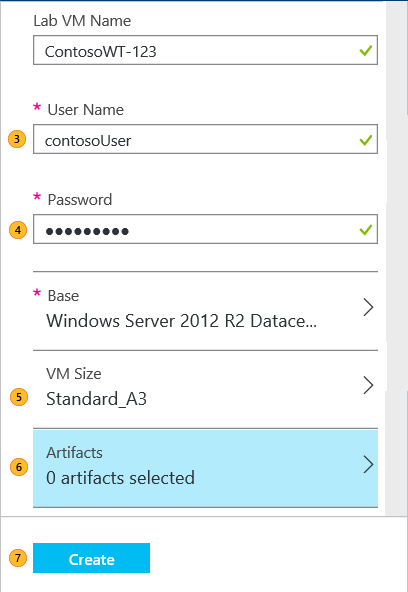 Lab VM Name
ContosoWT-123
* User Name
3 contosoUser
* Password
4 ●●●●●●●●●
* Base
Windows Server 2012 R2 Datace...
VM Size
5 Standard_A3
Artifacts
6 0 artifacts selected
7 Create